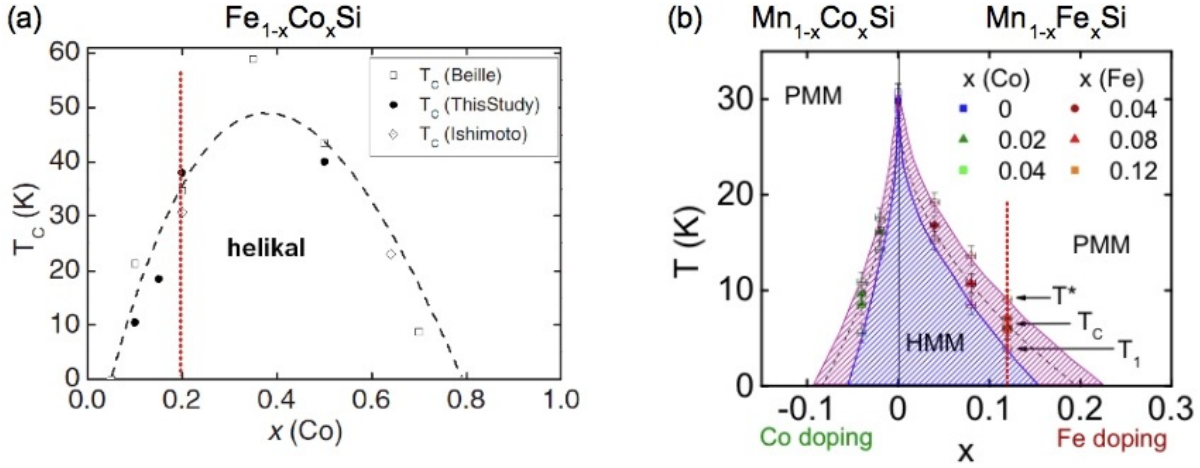 (a)
Fe1-xCoxSi
60
50
40
30
20
10
0
TC (K)
TC (Beille)
TC (ThisStudy)
TC (Ishimoto)
helikal
0.0 0.2 0.4 0.6 0.8 1.0
x (Co)
(b)
Mn1-xCoxSi Mn1-xFexSi
30
20
10
0
T (K)
PMM
x (Co) x (Fe)
0 0.04
0.02 0.08
0.04 0.12
PMM
T*
TC
T1
HMM
-0.1 0 0.1 0.2 0.3
Co doping x Fe doping